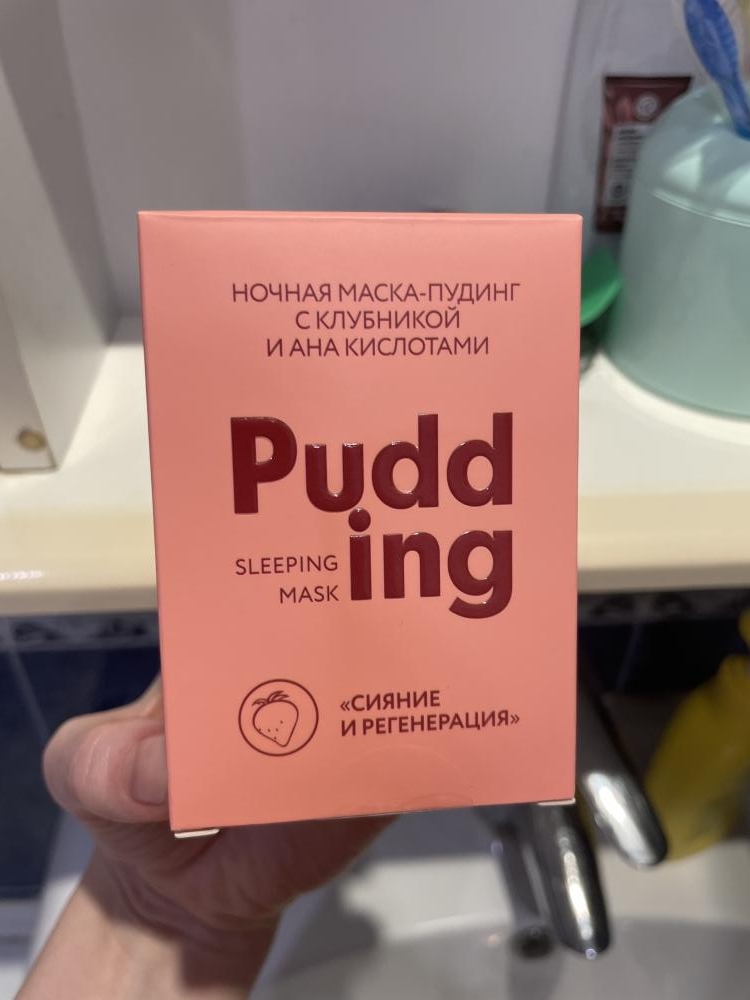 НОЧНАЯ МАСКА-ПУДИНГ
С КЛУБНИКОЙ
И АНА КИСЛОТАМИ
Pudd
ing
SLEEPING
MASK
«СИЯНИЕ
И РЕГЕНЕРАЦИЯ»